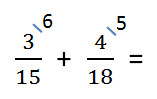 3/15 ⁶ + 4/18 ⁵ =